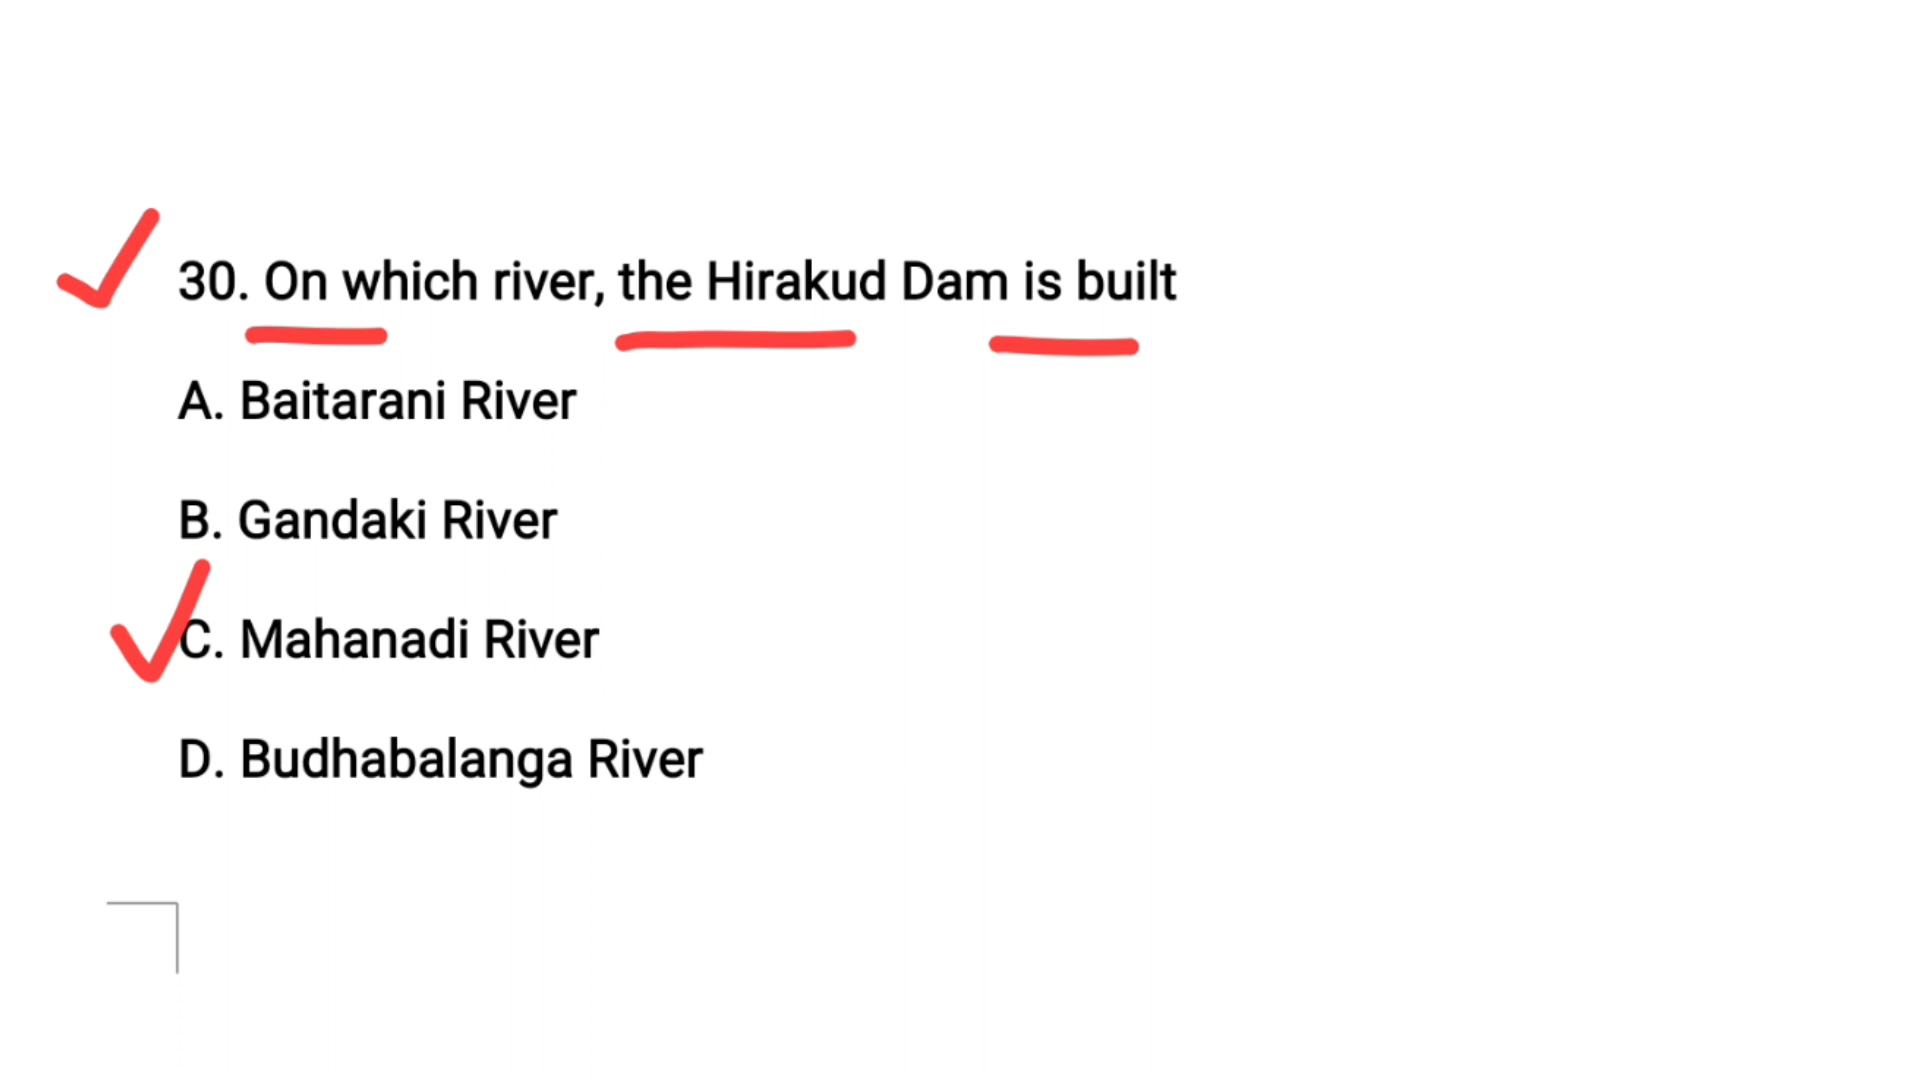 30. On which river, the Hirakud Dam is built
A. Baitarani River
B. Gandaki River
C. Mahanadi River
D. Budhabalanga River